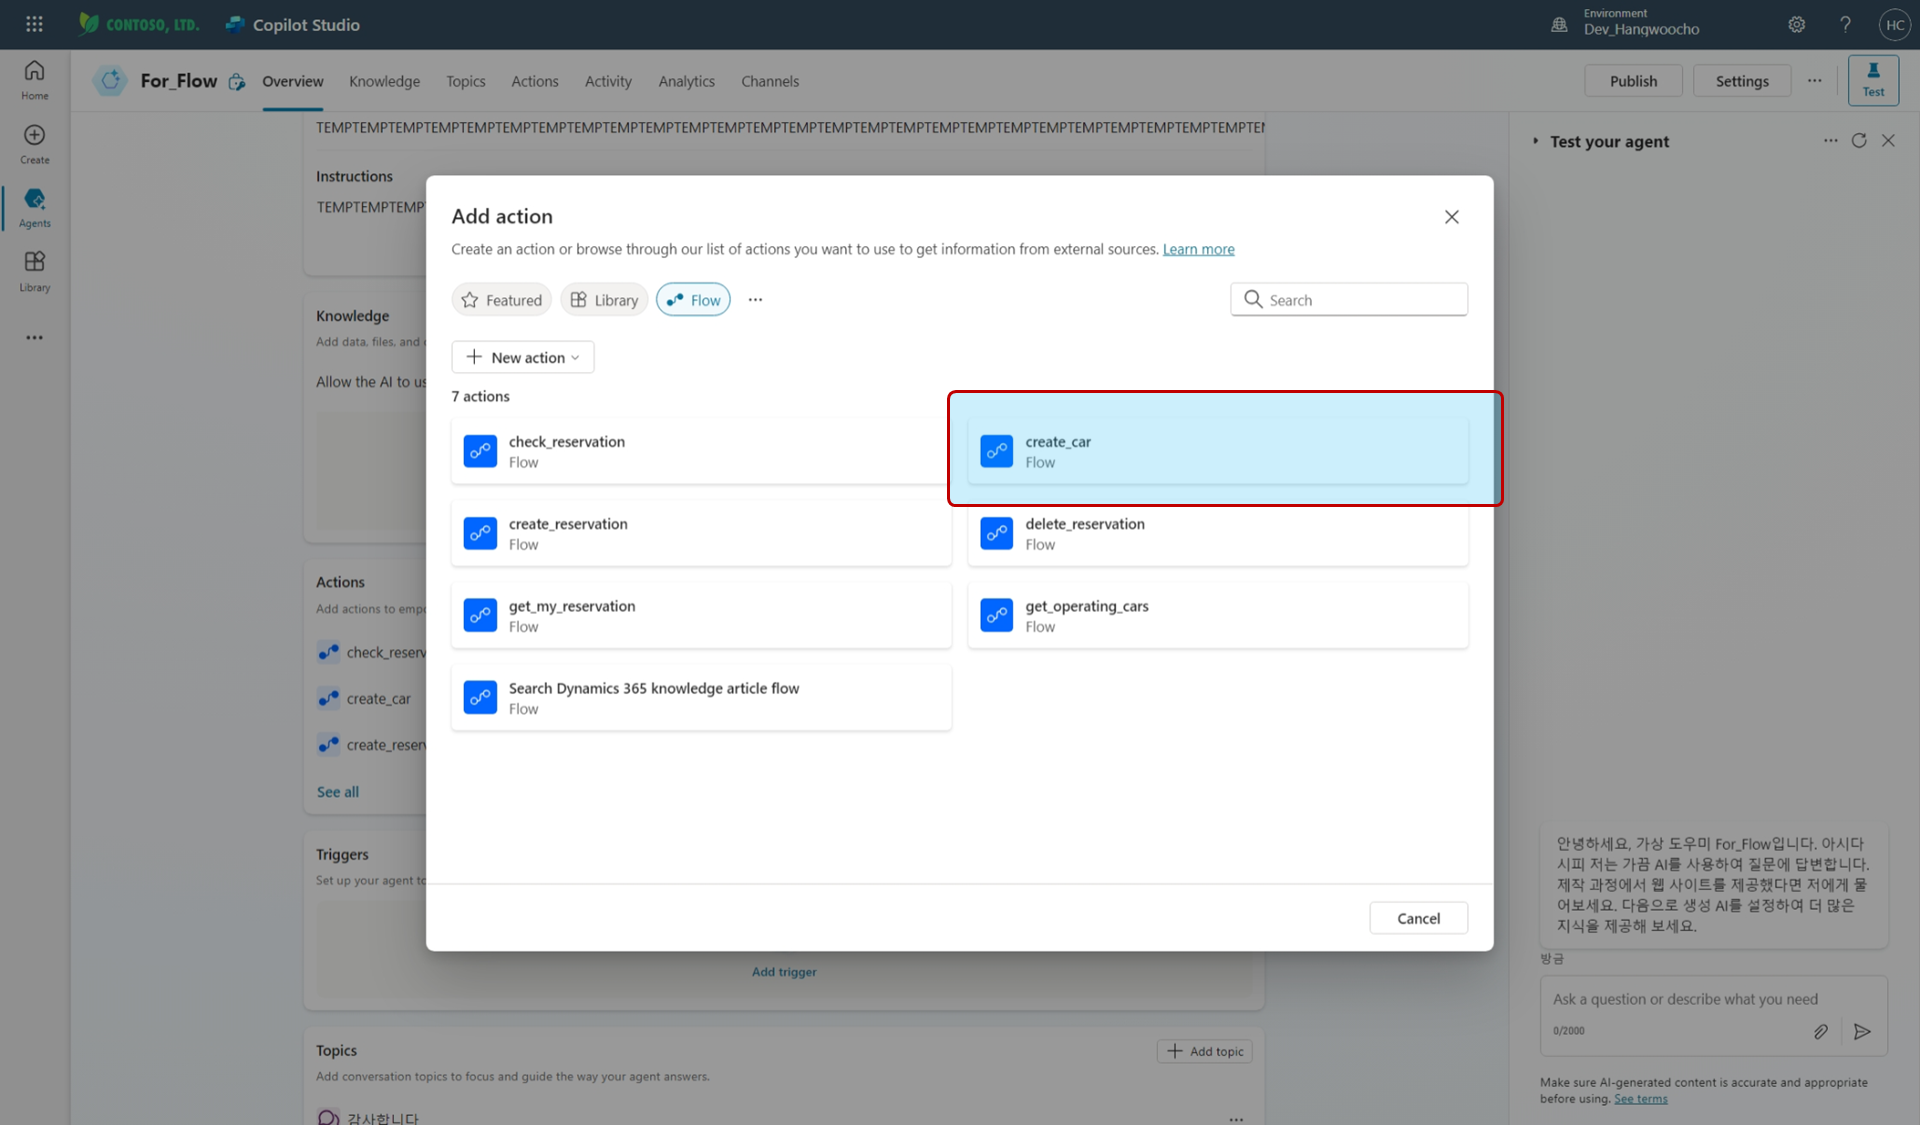 CONTOSO, LTD.
Copilot Studio
Environment
Dev_Hangwoocho
HC
Home
Create
Agents
Library
For_Flow
Overview
Knowledge
Topics
Actions
Activity
Analytics
Channels
Publish
Settings
Test
TEMPTEMPTEMPTEMPTEMPTEMPTEMPTEMPTEMPTEMPTEMPTEMPTEMPTEMPTEMPTEMPTEMPTEMPTEMPTEMPTEMPTEMPTEMPTEMPTEMPTEMPTEM
Instructions
TEMPTEMPTEMP
Knowledge
Add data, files, and
Allow the AI to us
Actions
Add actions to empo
check_reserv
create_car
create_reserv
See all
Triggers
Set up your agent to
Add trigger
Topics
Add topic
Add conversation topics to focus and guide the way your agent answers.
감사합니다
Add action
Create an action or browse through our list of actions you want to use to get information from external sources. Learn more
Featured
Library
Flow
Search
New action
7 actions
check_reservation
Flow
create_car
Flow
create_reservation
Flow
delete_reservation
Flow
get_my_reservation
Flow
get_operating_cars
Flow
Search Dynamics 365 knowledge article flow
Flow
Cancel
Test your agent
안녕하세요, 가상 도우미 For_Flow입니다. 아시다
시피 저는 가끔 AI를 사용하여 질문에 답변합니다.
제작 과정에서 웹 사이트를 제공했다면 저에게 물
어보세요. 다음으로 생성 AI를 설정하여 더 많은
지식을 제공해 보세요.
방금
Ask a question or describe what you need
0/2000
Make sure AI-generated content is accurate and appropriate
before using. See terms